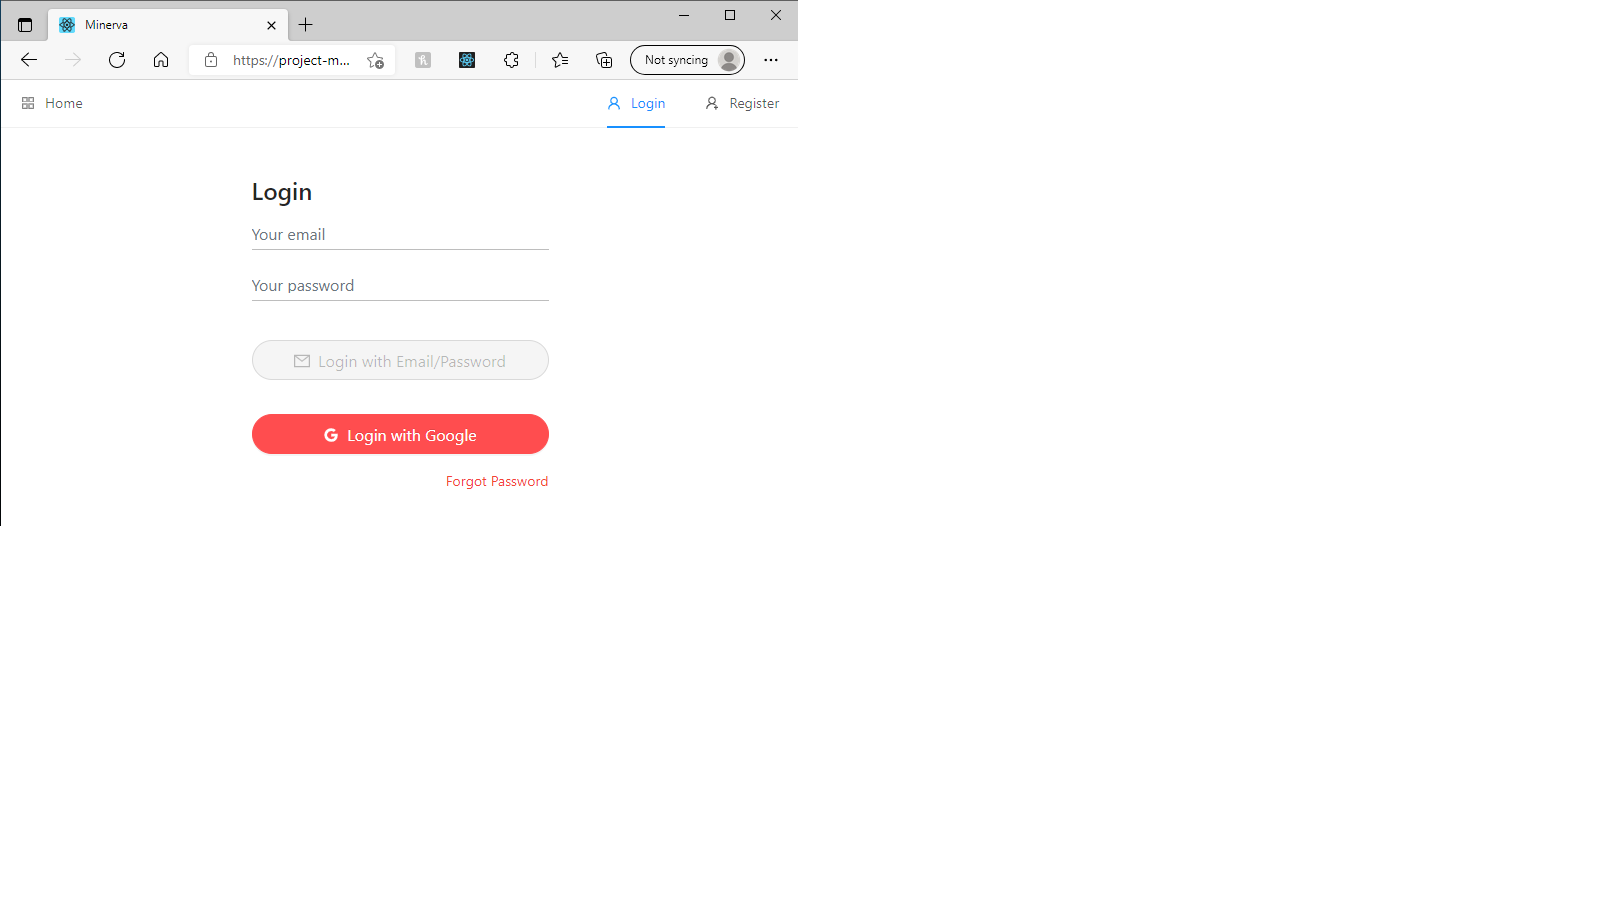 Minerva
https://project-m...
Not syncing
Home
Login
Register
Login
Your email
Your password
Login with Email/Password
Login with Google
Forgot Password